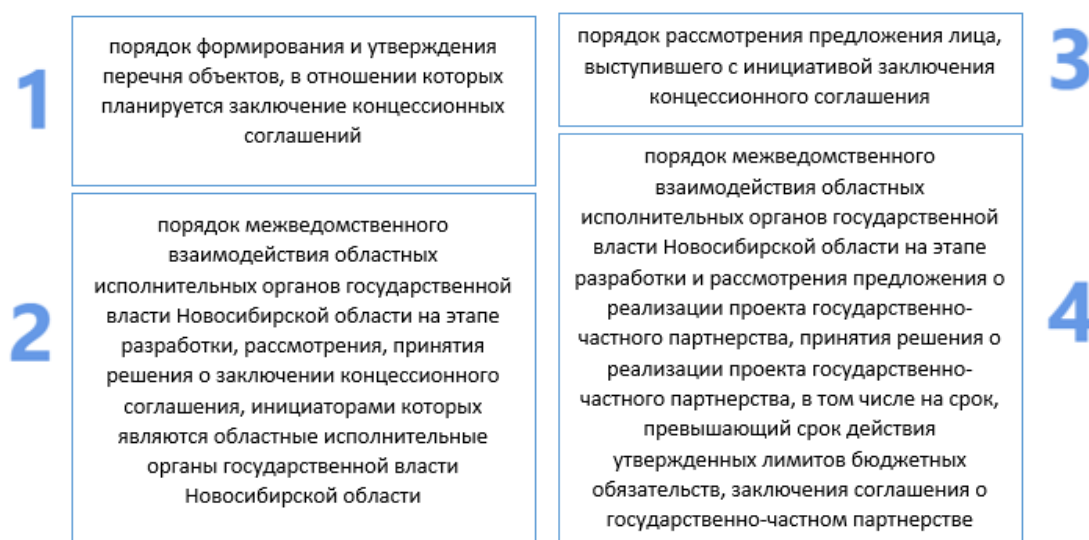 1
порядок формирования и утверждения
перечня объектов, в отношении которых
планируется заключение концессионных
соглашений
2
порядок межведомственного
взаимодействия областных
исполнительных органов государственной
власти Новосибирской области на этапе
разработки, рассмотрения, принятия
решения о заключении концессионного
соглашения, инициаторами которых
являются областные исполнительные
органы государственной власти
Новосибирской области
3
порядок рассмотрения предложения лица,
выступившего с инициативой заключения
концессионного соглашения
4
порядок межведомственного
взаимодействия областных
исполнительных органов государственной
власти Новосибирской области на этапе
разработки и рассмотрения предложения о
реализации проекта государственно-
частного партнерства, принятия решения о
реализации проекта государственно-
частного партнерства, в том числе на срок,
превышающий срок действия
утвержденных лимитов бюджетных
обязательств, заключения соглашения о
государственно-частном партнерстве